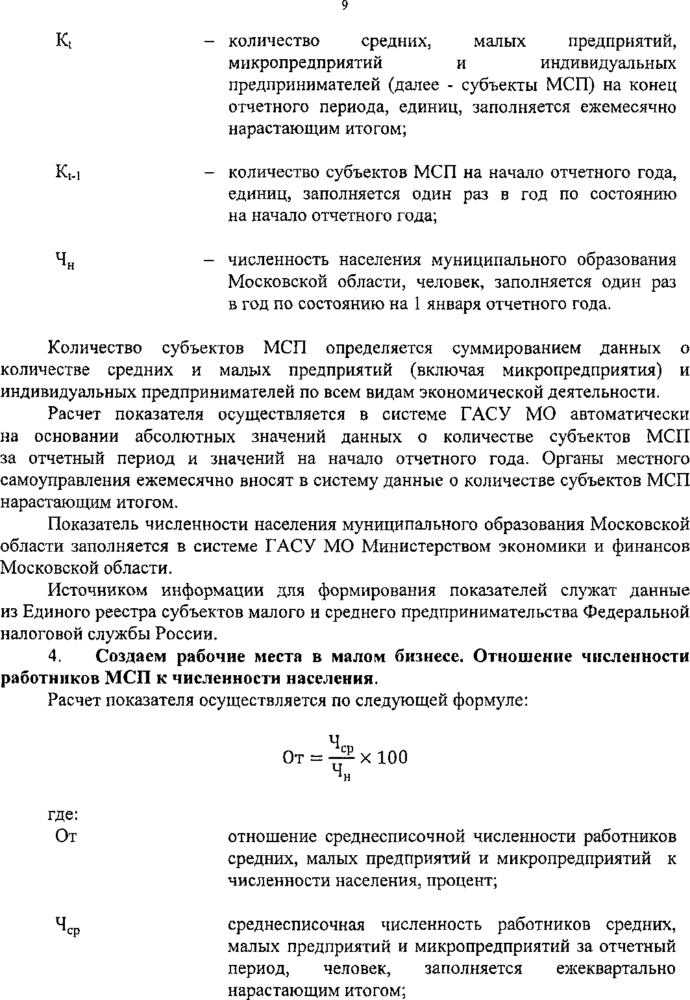 9
Kt – количество средних, малых предприятий,
микропредприятий и индивидуальных
предпринимателей (далее - субъекты МСП) на конец
отчетного периода, единиц, заполняется ежемесячно
нарастающим итогом;
Kt-1 – количество субъектов МСП на начало отчетного года,
единиц, заполняется один раз в год по состоянию
на начало отчетного года;
Чн – численность населения муниципального образования
Московской области, человек, заполняется один раз
в год по состоянию на 1 января отчетного года.
Количество субъектов МСП определяется суммированием данных о
количестве средних и малых предприятий (включая микропредприятия) и
индивидуальных предпринимателей по всем видам экономической деятельности.
Расчет показателя осуществляется в системе ГАСУ МО автоматически
на основании абсолютных значений данных о количестве субъектов МСП
за отчетный период и значений на начало отчетного года. Органы местного
самоуправления ежемесячно вносят в систему данные о количестве субъектов МСП
нарастающим итогом.
Показатель численности населения муниципального образования Московской
области заполняется в системе ГАСУ МО Министерством экономики и финансов
Московской области.
Источником информации для формирования показателей служат данные
из Единого реестра субъектов малого и среднего предпринимательства Федеральной
налоговой службы России.
4. Создаем рабочие места в малом бизнесе. Отношение численности
работников МСП к численности населения.
Расчет показателя осуществляется по следующей формуле:
Чср
От = — х 100
Чн
где:
От отношение среднесписочной численности работников
средних, малых предприятий и микропредприятий к
численности населения, процент;
Чср среднесписочная численность работников средних,
малых предприятий и микропредприятий за отчетный
период, человек, заполняется ежеквартально
нарастающим итогом;